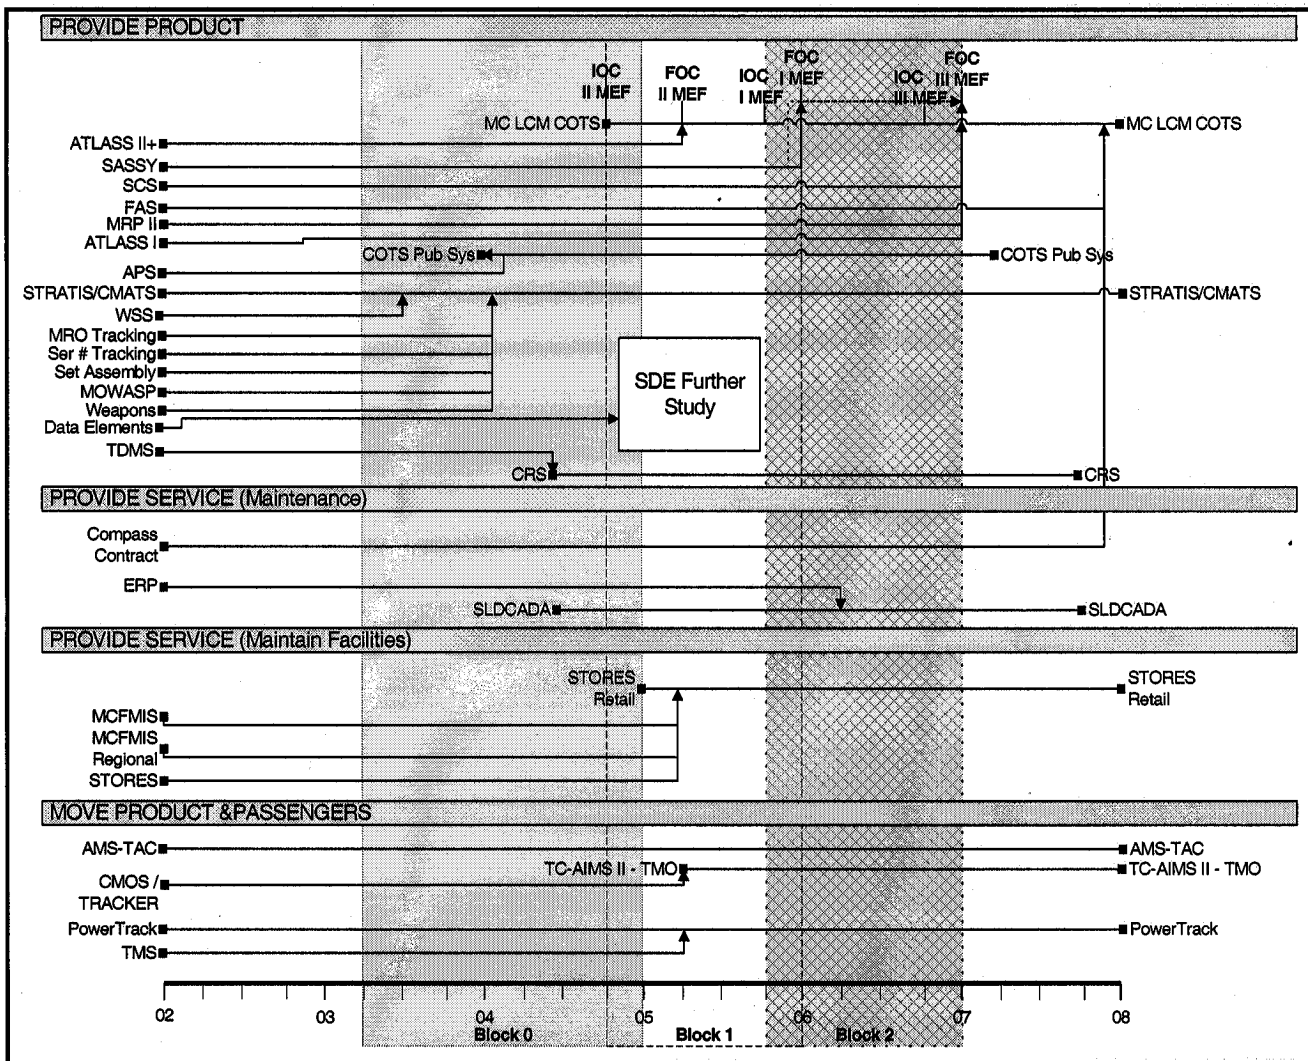 PROVIDE PRODUCT
IOC
II MEF
FOC
II MEF
IOC
I MEF
FOC
I MEF
IOC
III MEF
FOC
III MEF
MC LCM COTS
MC LCM COTS
ATLASS II+
SASSY
SCS
FAS
MRP II
ATLASS I
COTS Pub Sys
COTS Pub Sys
APS
STRATIS/CMATS
STRATIS/CMATS
WSS
MRO Tracking
Ser # Tracking
Set Assembly
MOWASP
Weapons
Data Elements
SDE Further
Study
TDMS
CRS
CRS
PROVIDE SERVICE (Maintenance)
Compass
Contract
ERP
SLDCADA
SLDCADA
PROVIDE SERVICE (Maintain Facilities)
STORES
Retail
STORES
Retail
MCFMIS
MCFMIS
Regional
STORES
MOVE PRODUCT &PASSENGERS
AMS-TAC
AMS-TAC
TC-AIMS II - TMO
TC-AIMS II - TMO
CMOS /
TRACKER
PowerTrack
PowerTrack
TMS
02 03 04 05 06 07 08
Block 0 Block 1 Block 2